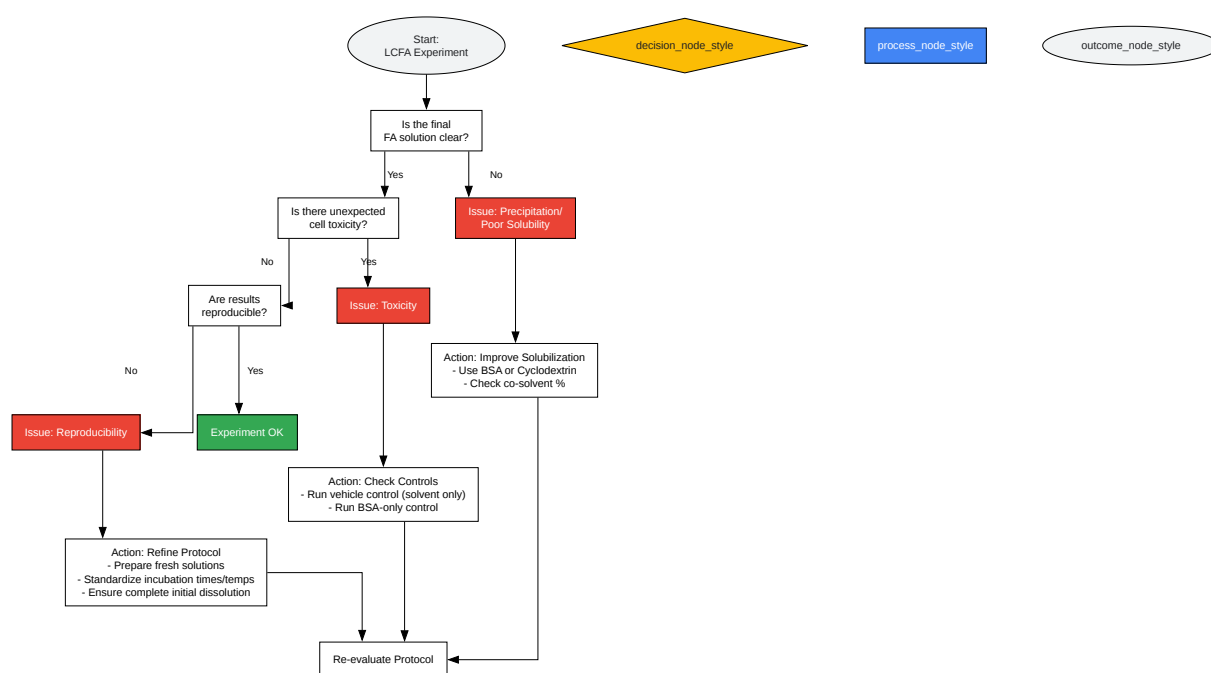 Start:
LCFA Experiment
decision_node_style
process_node_style
outcome_node_style
Is the final
FA solution clear?
Yes
No
Is there unexpected
cell toxicity?
Issue: Precipitation/
Poor Solubility
No
Yes
Are results
reproducible?
Issue: Toxicity
Action: Improve Solubilization
- Use BSA or Cyclodextrin
- Check co-solvent %
No
Yes
Issue: Reproducibility
Experiment OK
Action: Check Controls
- Run vehicle control (solvent only)
- Run BSA-only control
Action: Refine Protocol
- Prepare fresh solutions
- Standardize incubation times/temps
- Ensure complete initial dissolution
Re-evaluate Protocol